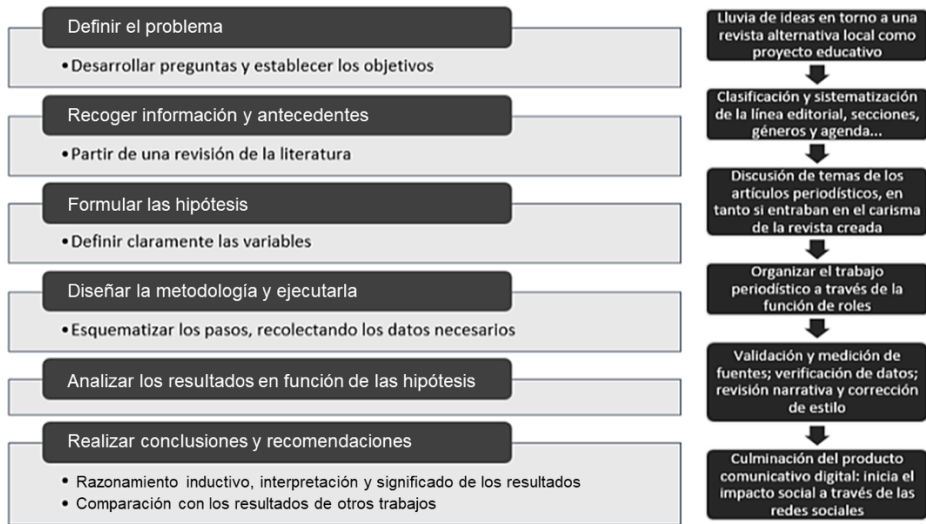 Definir el problema
•Desarrollar preguntas y establecer los objetivos
Recoger información y antecedentes
•Partir de una revisión de la literatura
Formular las hipótesis
•Definir claramente las variables
Diseñar la metodología y ejecutarla
•Esquematizar los pasos, recolectando los datos necesarios
Analizar los resultados en función de las hipótesis
Realizar conclusiones y recomendaciones
• Razonamiento inductivo, interpretación y significado de los resultados
• Comparación con los resultados de otros trabajos
Lluvia de ideas en torno a una
revista alternativa local como
proyecto educativo
Clasificación y sistematización
de la línea editorial, secciones,
géneros y agenda...
Discusión de temas de los
artículos periodísticos, en
tanto si entraban en el carisma
de la revista creada
Organizar el trabajo
periodístico a través de la
función de roles
Validación y medición de
fuentes; verificación de datos;
revisión narrativa y corrección
de estilo
Culminación del producto
comunicativo digital: inicia el
impacto social a través de las
redes sociales